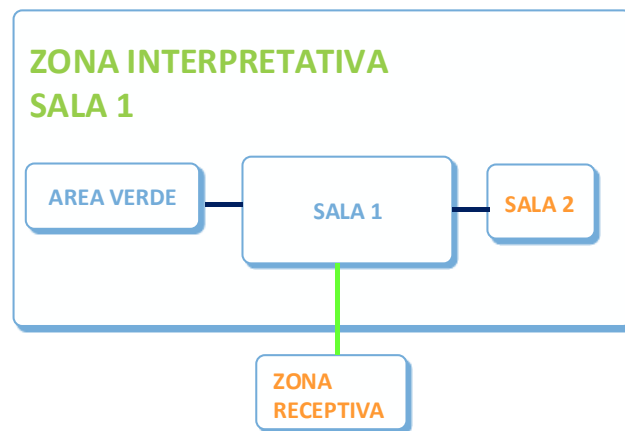 ZONA INTERPRETATIVA
SALA 1
AREA VERDE
SALA 1
SALA 2
ZONA
RECEPTIVA